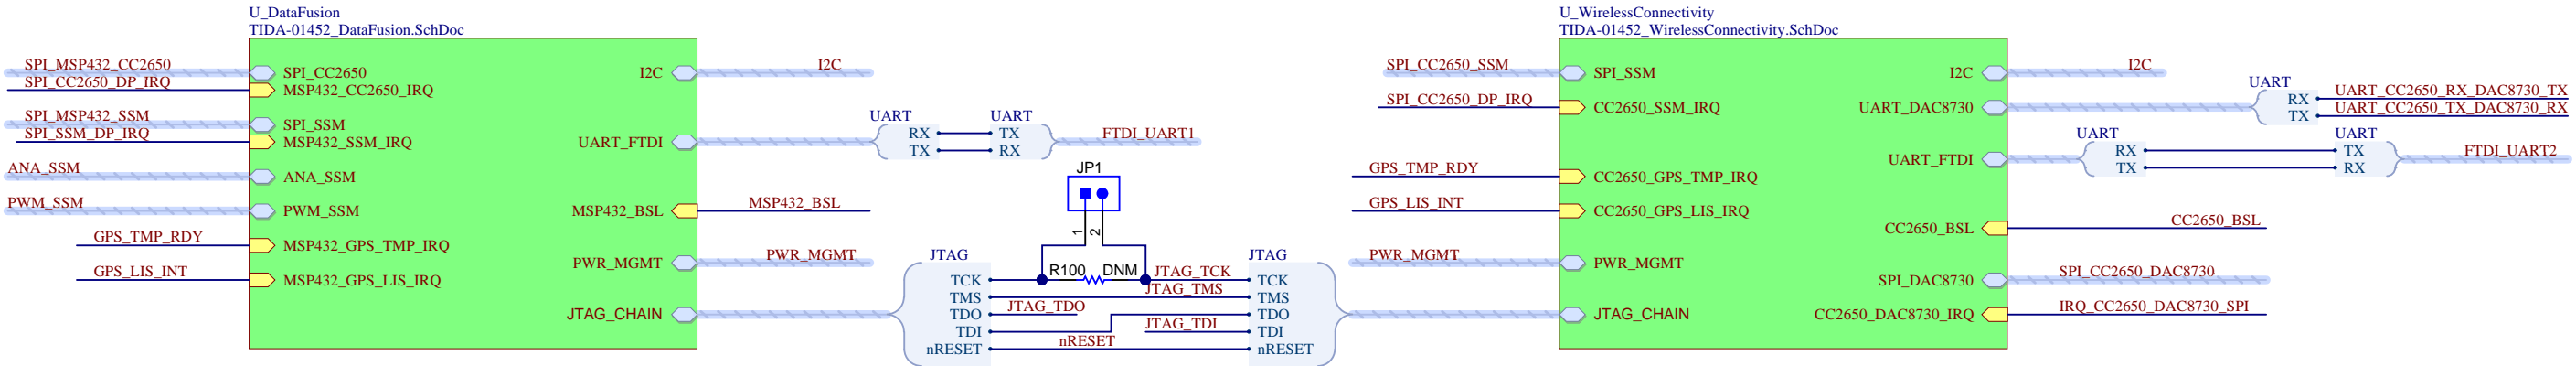 U_DataFusion
TIDA-01452_DataFusion.SchDoc
SPI_MSP432_CC2650
SPI_CC2650
SPI_CC2650_DP_IRQ
MSP432_CC2650_IRQ
SPI_MSP432_SSM
SPI_SSM
SPI_SSM_DP_IRQ
MSP432_SSM_IRQ
ANA_SSM
ANA_SSM
PWM_SSM
PWM_SSM
GPS_TMP_RDY
MSP432_GPS_TMP_IRQ
GPS_LIS_INT
MSP432_GPS_LIS_IRQ
I2C
I2C
UART_FTDI
UART
RX
TX
UART
TX
RX
FTDI_UART1
MSP432_BSL
MSP432_BSL
PWR_MGMT
PWR_MGMT
JTAG_CHAIN
JTAG
TCK
TMS
TDO
TDI
nRESET
JP1
1
2
R100
DNM
JTAG_TCK
JTAG_TMS
JTAG_TDO
JTAG_TDI
nRESET
JTAG
TCK
TMS
TDO
TDI
nRESET
U_WirelessConnectivity
TIDA-01452_WirelessConnectivity.SchDoc
SPI_CC2650_SSM
SPI_SSM
SPI_CC2650_DP_IRQ
CC2650_SSM_IRQ
GPS_TMP_RDY
CC2650_GPS_TMP_IRQ
GPS_LIS_INT
CC2650_GPS_LIS_IRQ
PWR_MGMT
PWR_MGMT
JTAG_CHAIN
I2C
I2C
UART_DAC8730
UART
RX
TX
UART_CC2650_RX_DAC8730_TX
UART_CC2650_TX_DAC8730_RX
UART_FTDI
UART
RX
TX
UART
TX
RX
FTDI_UART2
CC2650_BSL
CC2650_BSL
SPI_DAC8730
SPI_CC2650_DAC8730
CC2650_DAC8730_IRQ
IRQ_CC2650_DAC8730_SPI